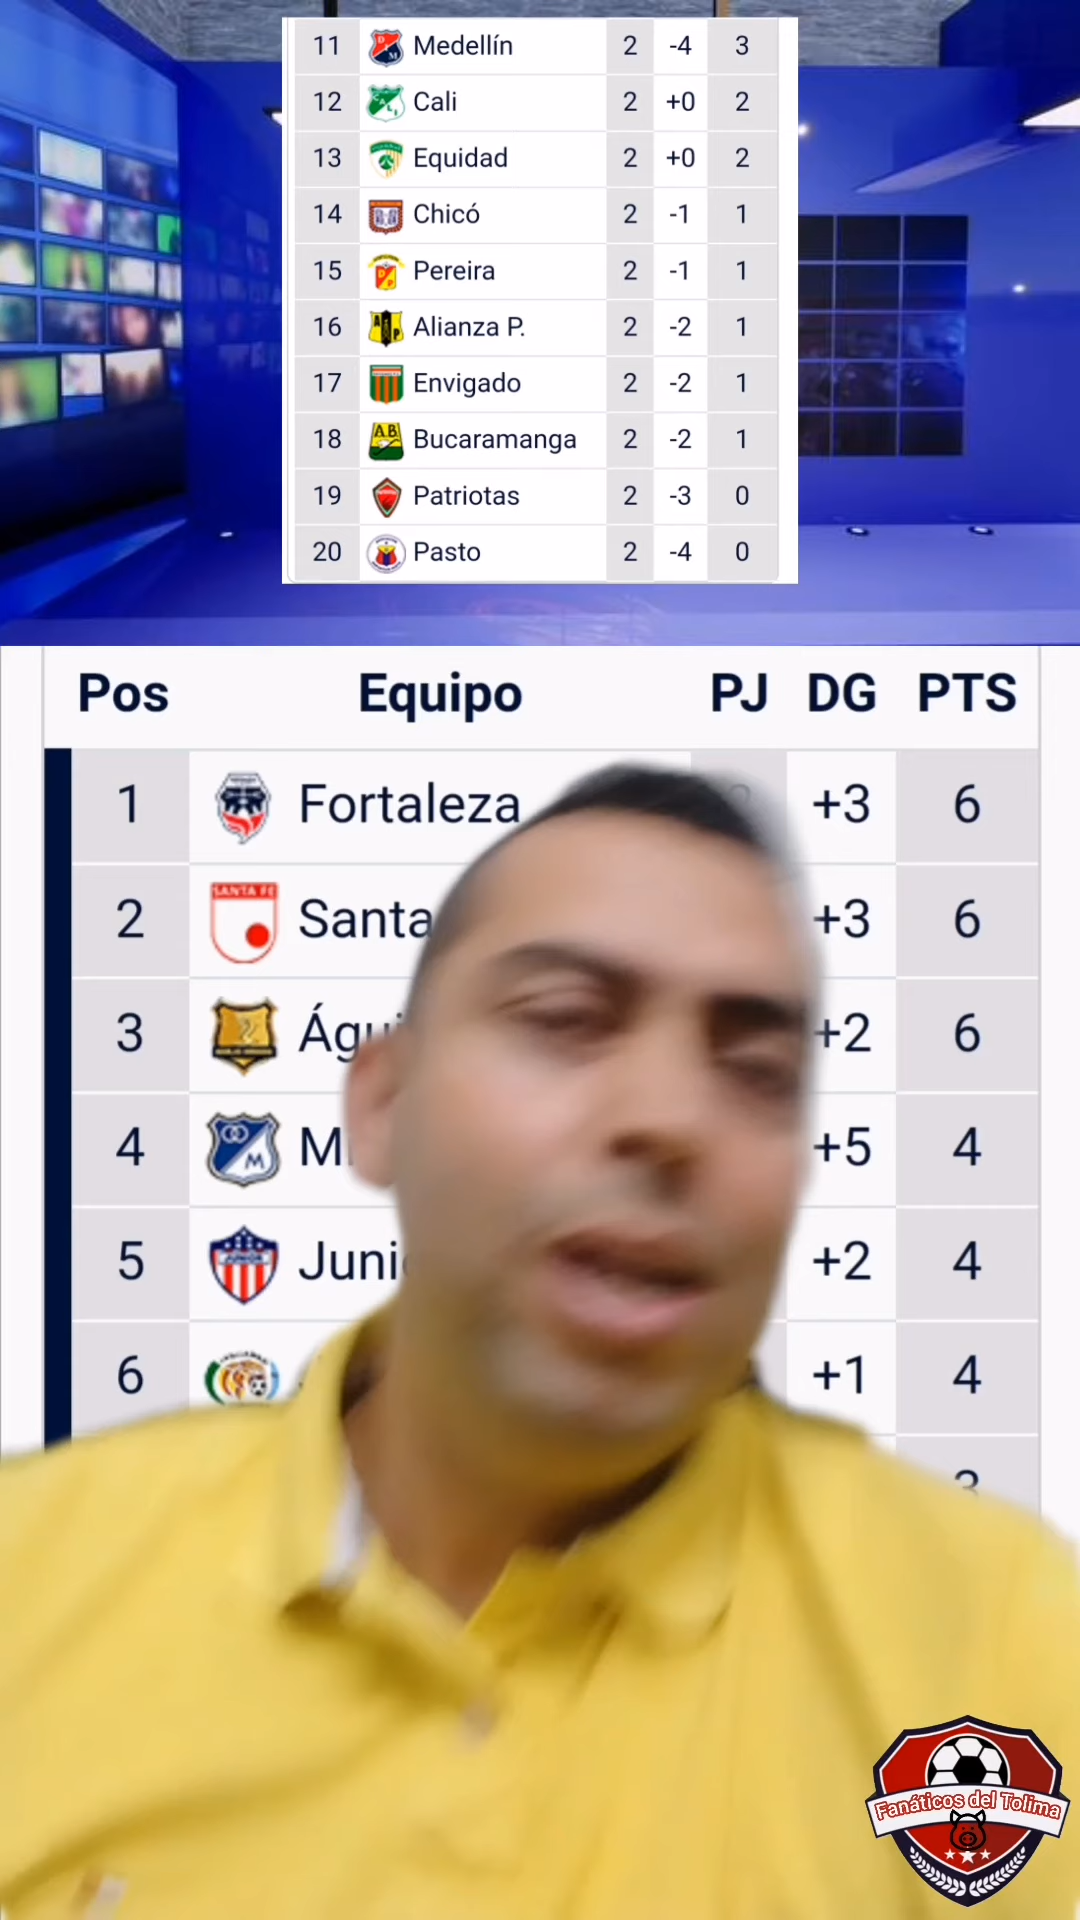 11 Medellín 2 -4 3
12 Cali 2 +0 2
13 Equidad 2 +0 2
14 Chicó 2 -1 1
15 Pereira 2 -1 1
16 Alianza P. 2 -2 1
17 Envigado 2 -2 1
18 Bucaramanga 2 -2 1
19 Patriotas 2 -3 0
20 Pasto 2 -4 0
Pos Equipo PJ DG PTS
1 Fortaleza +3 6
SANTA FE
2 Santa +3 6
3 +2 6
4 +5 4
5 +2 4
6 +1 4
Fanáticos del Tolima